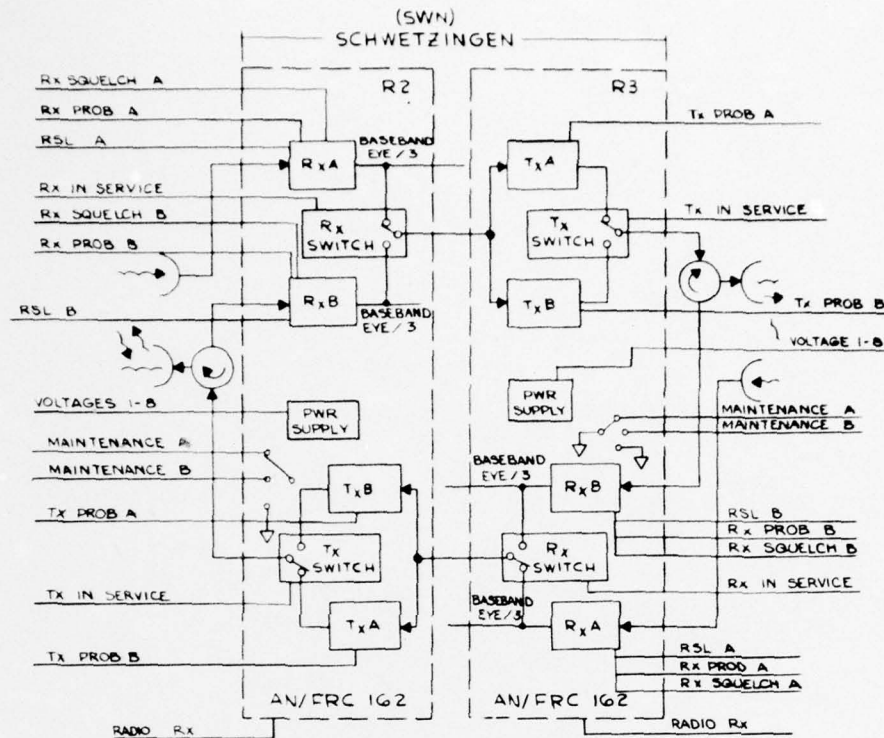 (SWN)
SCHWETZINGEN
R2
R3
Rx SQUELCH A
Rx PROB A
RSL A
Rx IN SERVICE
Rx SQUELCH B
Rx PROB B
RSL B
RxA
BASEBAND
EYE/3
Rx
SWITCH
RxB
BASEBAND
EYE/3
TxA
Tx
SWITCH
TxB
Tx PROB A
Tx IN SERVICE
Tx PROB B
VOLTAGE 1-8
VOLTAGES 1-8
MAINTENANCE A
MAINTENANCE B
Tx PROB A
Tx IN SERVICE
Tx PROB B
PWR
SUPPLY
TxB
Tx
SWITCH
TxA
PWR
SUPPLY
MAINTENANCE A
MAINTENANCE B
BASEBAND
EYE/3
RxB
Rx
SWITCH
BASEBAND
EYE/3
RxA
RSL B
Rx PROB B
Rx SQUELCH B
Rx IN SERVICE
RSL A
Rx PROD A
Rx SQUELCH A
AN/FRC 162
AN/FRC 162
RADIO Rx
RADIO Rx